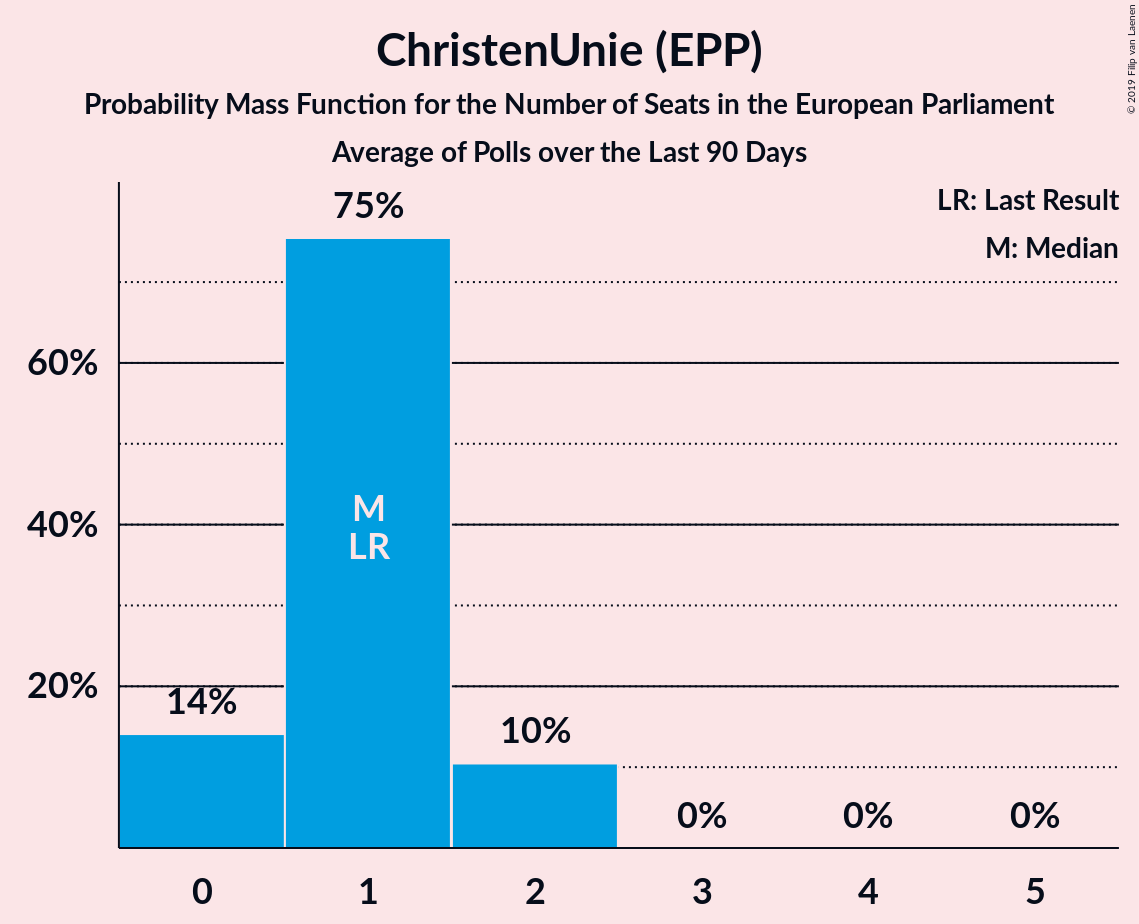 ChristenUnie (EPP)
Probability Mass Function for the Number of Seats in the European Parliament
Average of Polls over the Last 90 Days
© 2019 Filip van Laenen
LR: Last Result
M: Median
75%
60%
M
40%
LR
20%
14%
10%
0%
0%
0%
0
1
2
3
4
5